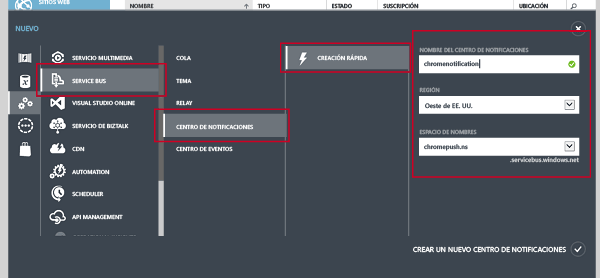 SITIOS WEB
NOMBRE
TIPO
ESTADO
SUSCRIPCIÓN
UBICACIÓN
NUEVO
SERVICIO MULTIMEDIA
SERVICE BUS
VISUAL STUDIO ONLINE
SERVICIO DE BIZTALK
CDN
AUTOMATION
SCHEDULER
API MANAGEMENT
COLA
TEMA
RELAY
CENTRO DE NOTIFICACIONES
CENTRO DE EVENTOS
CREACIÓN RÁPIDA
NOMBRE DEL CENTRO DE NOTIFICACIONES
chromenotification
REGIÓN
Oeste de EE. UU.
ESPACIO DE NOMBRES
chromepush.ns
.servicebus.windows.net
CREAR UN NUEVO CENTRO DE NOTIFICACIONES